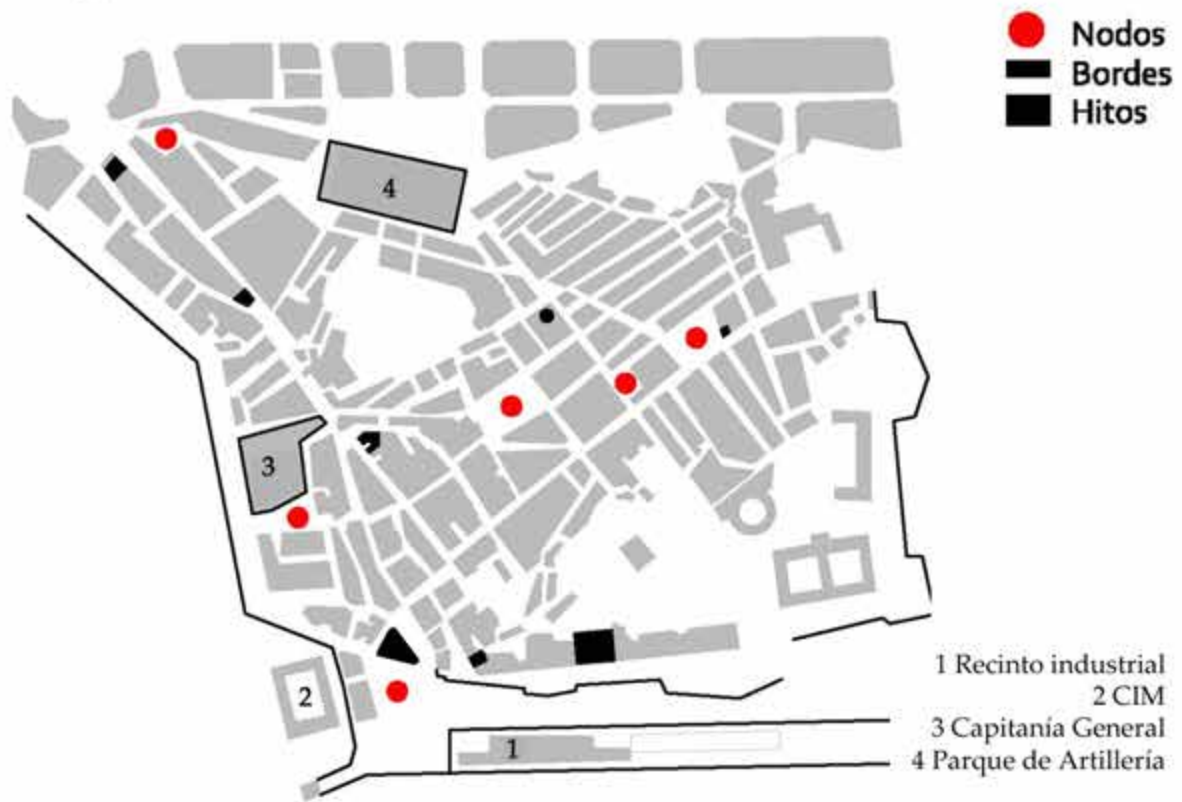 Nodos
Bordes
Hitos
4
3
2
1
1 Recinto industrial
2 CIM
3 Capitanía General
4 Parque de Artillería